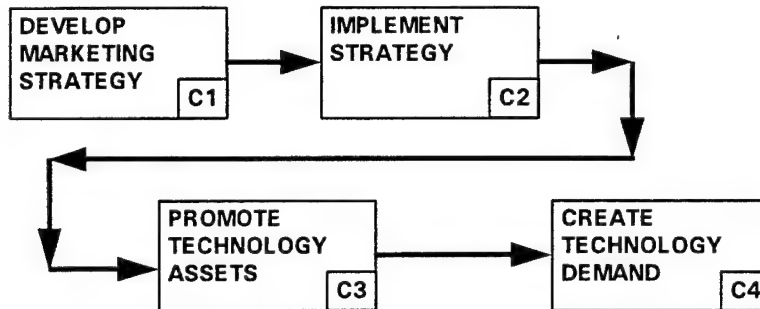 DEVELOP
MARKETING
STRATEGY
C1
IMPLEMENT
STRATEGY
C2
PROMOTE
TECHNOLOGY
ASSETS
C3
CREATE
TECHNOLOGY
DEMAND
C4